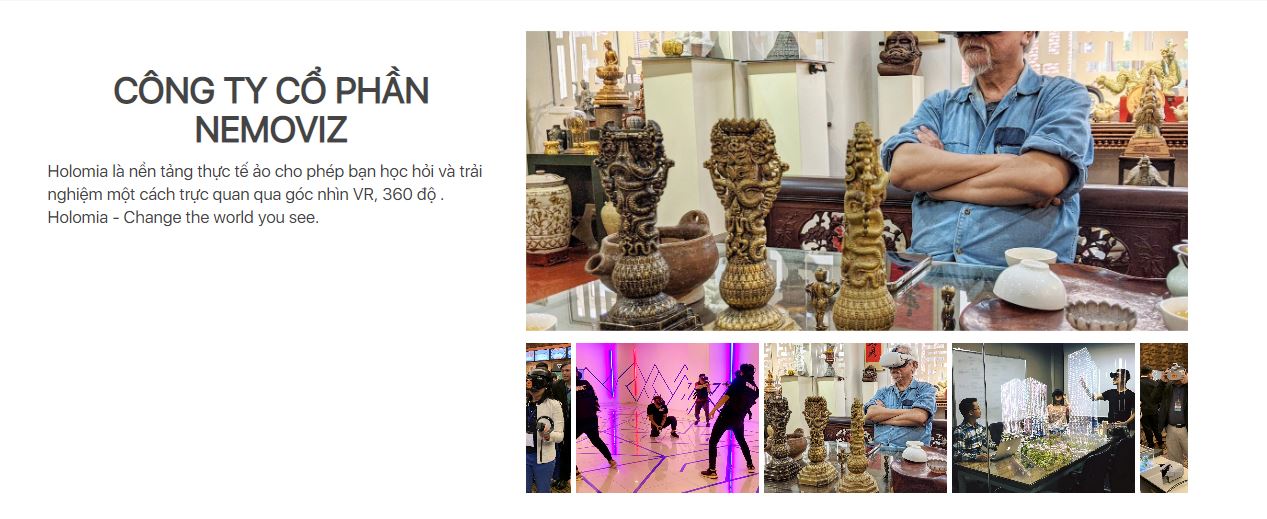 CÔNG TY CỔ PHẦN
NEMOVIZ
Holomia là nền tảng thực tế ảo cho phép bạn học hỏi và trải
nghiệm một cách trực quan qua góc nhìn VR, 360 độ .
Holomia - Change the world you see.